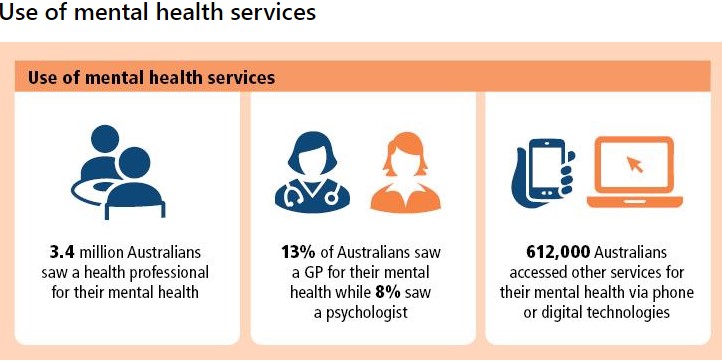 Use of mental health services
Use of mental health services
3.4 million Australians
saw a health professional
for their mental health
13% of Australians saw
a GP for their mental
health while 8% saw
a psychologist
612,000 Australians
accessed other services for
their mental health via phone
or digital technologies